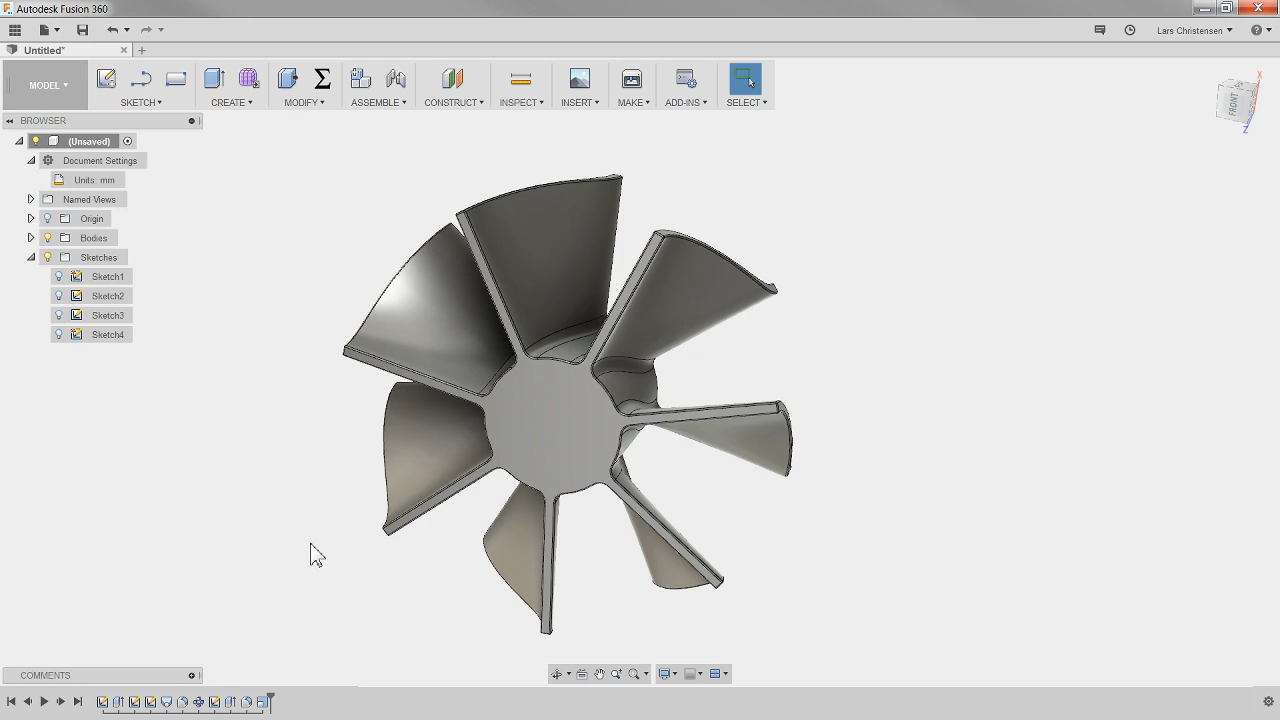 Autodesk Fusion 360
Lars Christensen
Untitled*
MODEL
SKETCH CREATE MODIFY ASSEMBLE CONSTRUCT INSPECT INSERT MAKE ADD-INS SELECT
X
FRONT
Z
BROWSER
(Unsaved)
Document Settings
Units: mm
Named Views
Origin
Bodies
Sketches
Sketch1
Sketch2
Sketch3
Sketch4
COMMENTS